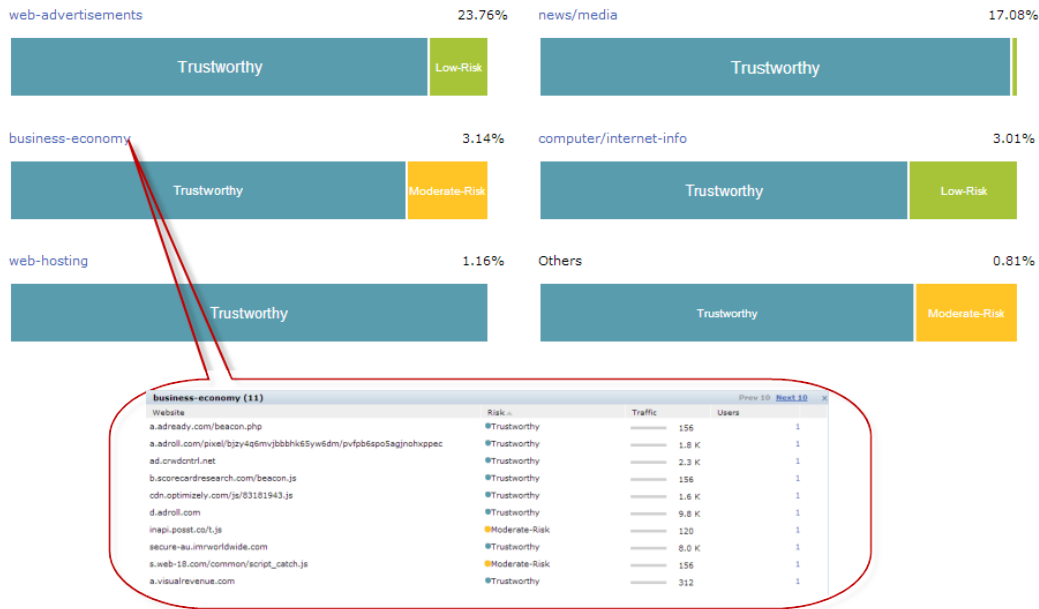 web-advertisements 23.76% news/media 17.08%
Trustworthy Low-Risk Trustworthy
business-economy 3.14% computer/internet-info 3.01%
Trustworthy Moderate-Risk Trustworthy Low-Risk
web-hosting 1.16% Others 0.81%
Trustworthy Trustworthy Moderate-Risk
business-economy (11) Prev 10 Next 10 ×
Website Risk Traffic Users
a.adready.com/beacon.php Trustworthy 156 1
a.adroll.com/pixel/bjzy4q6mvjbbbhk65yw6dm/pvfpb6spo5agjnohxppec Trustworthy 1.8 K 1
ad.crwdcntrl.net Trustworthy 2.3 K 1
b.scorecardresearch.com/beacon.js Trustworthy 156 1
cdn.optimizely.com/js/83181943.js Trustworthy 1.6 K 1
d.adroll.com Trustworthy 9.8 K 1
inapi.posst.co/t.js Moderate-Risk 120 1
secure-au.imrworldwide.com Trustworthy 8.0 K 1
s.web-18.com/common/script_catch.js Moderate-Risk 156 1
a.visualrevenue.com Trustworthy 312 1